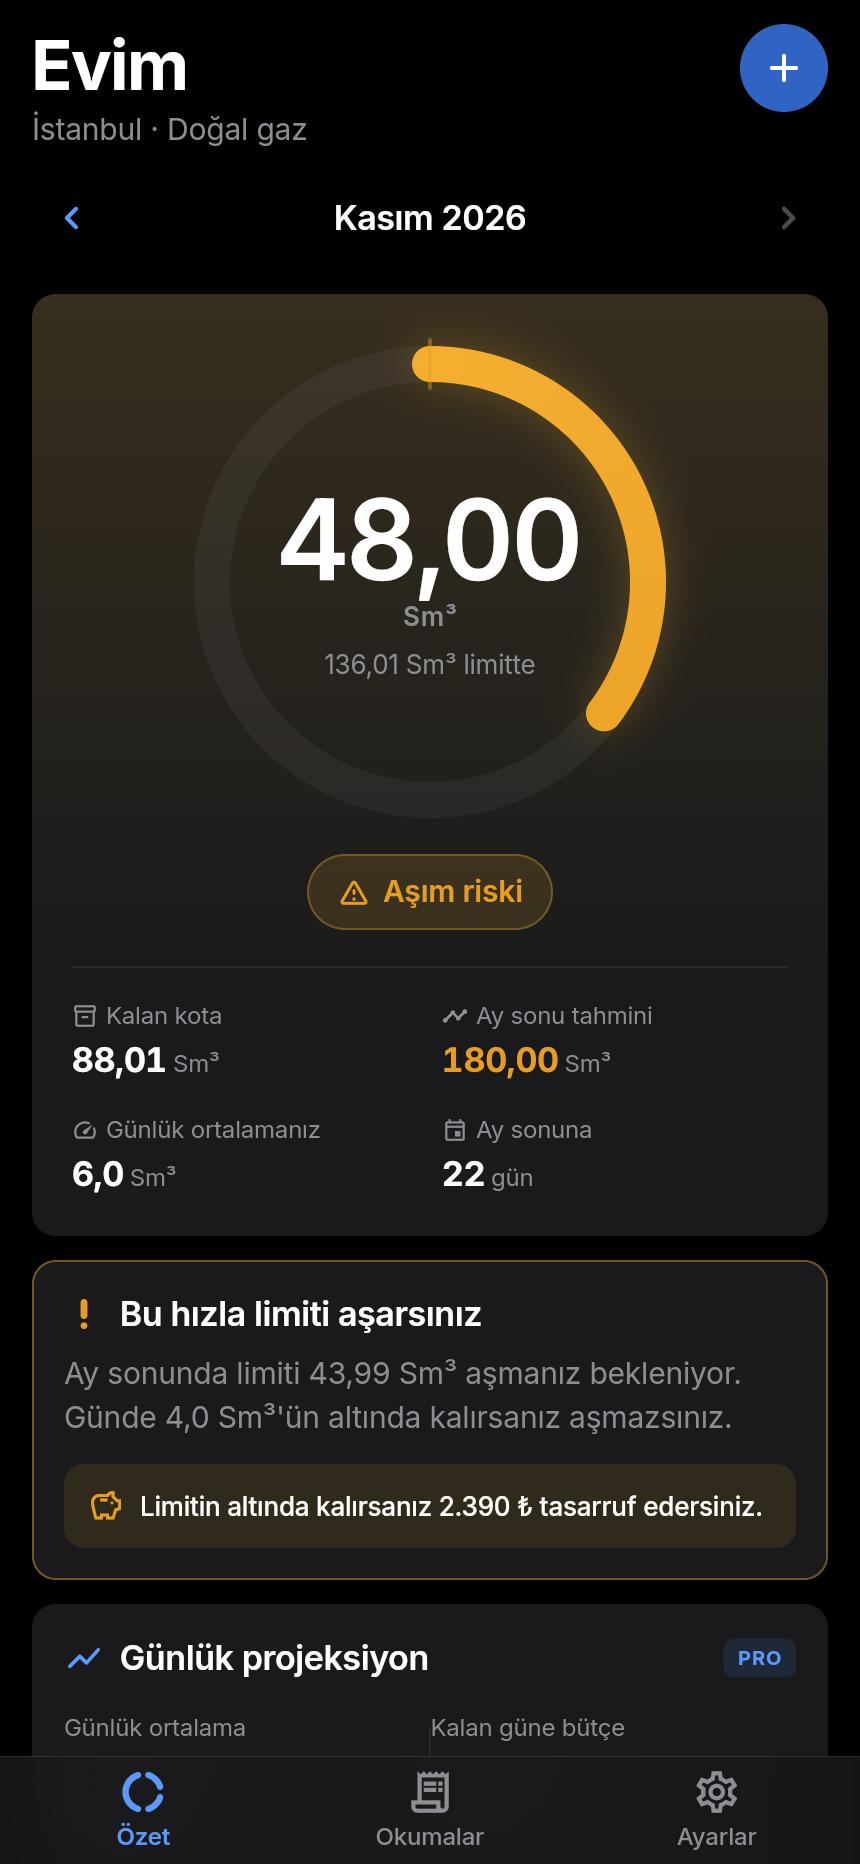 Evim
İstanbul · Doğal gaz
Kasım 2026
48,00
Sm³
136,01 Sm³ limitte
Aşım riski
Kalan kota
88,01 Sm³
Ay sonu tahmini
180,00 Sm³
Günlük ortalamanız
6,0 Sm³
Ay sonuna
22 gün
Bu hızla limiti aşarsınız
Ay sonunda limiti 43,99 Sm³ aşmanız bekleniyor.
Günde 4,0 Sm³'ün altında kalırsanız aşmazsınız.
Limitin altında kalırsanız 2.390 ₺ tasarruf edersiniz.
Günlük projeksiyon
PRO
Günlük ortalama
Kalan güne bütçe
Özet
Okumalar
Ayarlar